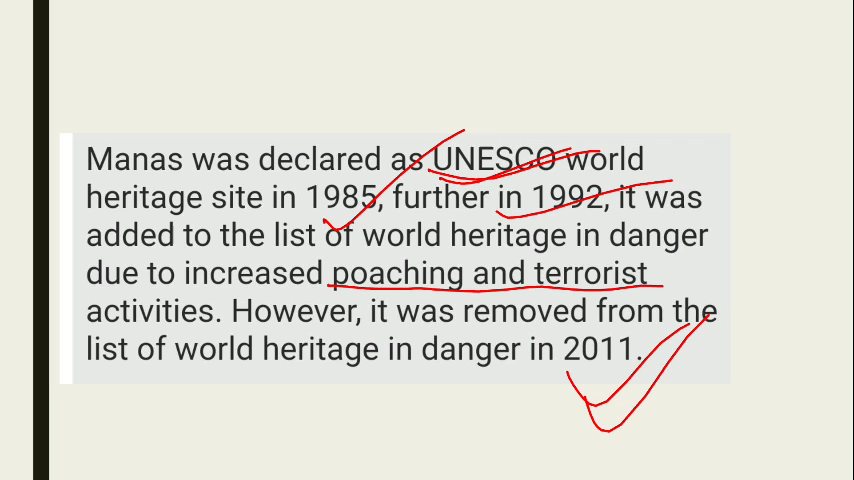 Manas was declared as UNESCO world
heritage site in 1985, further in 1992, it was
added to the list of world heritage in danger
due to increased poaching and terrorist
activities. However, it was removed from the
list of world heritage in danger in 2011.